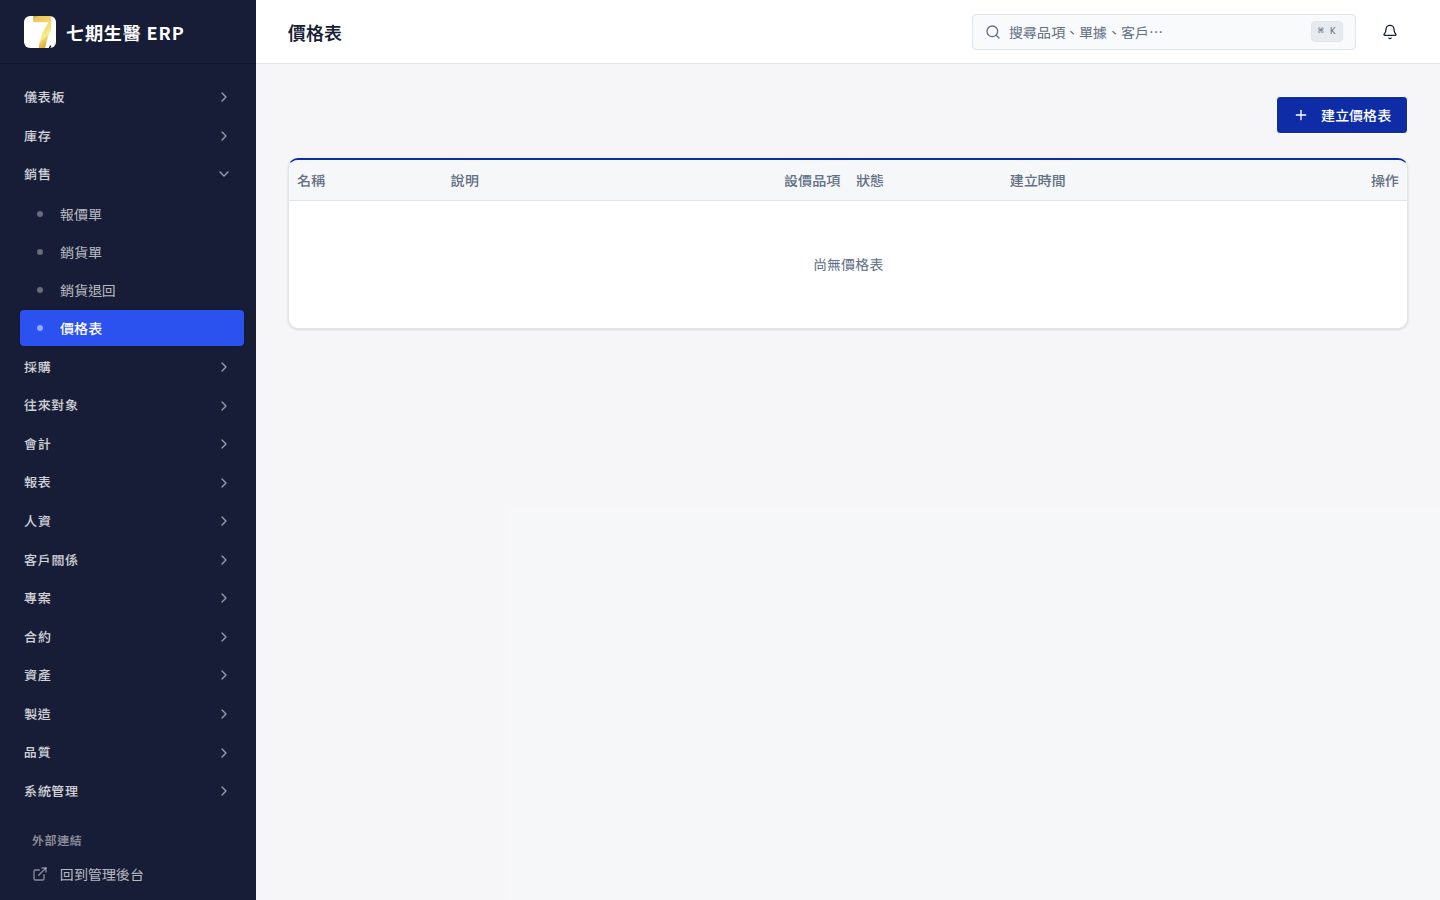 七期生醫 ERP
價格表
搜尋品項、單據、客戶…
⌘ K
儀表板
庫存
銷售
報價單
銷貨單
銷貨退回
價格表
採購
往來對象
會計
報表
人資
客戶關係
專案
合約
資產
製造
品質
系統管理
外部連結
回到管理後台
建立價格表
名稱 說明 設價品項 狀態 建立時間 操作
尚無價格表